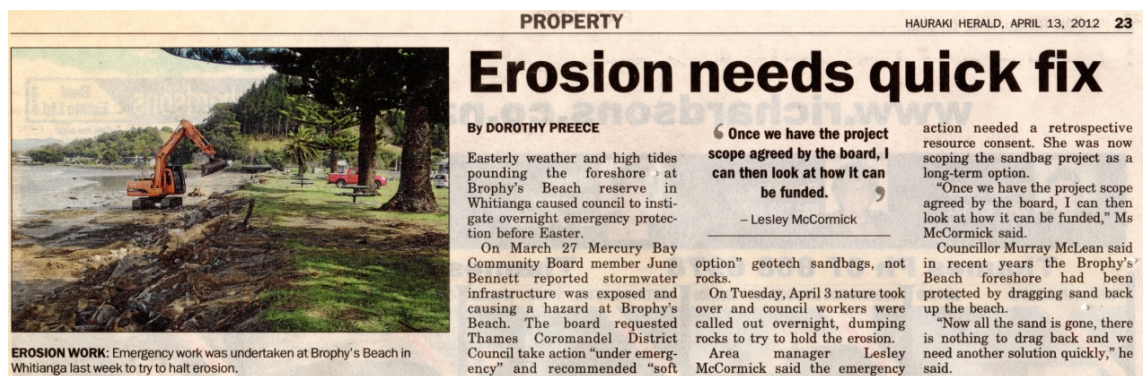 PROPERTY
HAURAKI HERALD, APRIL 13, 2012 23
Erosion needs quick fix
EROSION WORK: Emergency work was undertaken at Brophy's Beach in
Whitianga last week to try to halt erosion.
By DOROTHY PREECE
Easterly weather and high tides
pounding the foreshore at
Brophy's Beach reserve in
Whitianga caused council to insti-
gate overnight emergency protec-
tion before Easter.
On March 27 Mercury Bay
Community Board member June
Bennett reported stormwater
infrastructure was exposed and
causing a hazard at Brophy's
Beach. The board requested
Thames Coromandel District
Council take action “under emerg-
ency” and recommended “soft
‘ Once we have the project
scope agreed by the board, I
can then look at how it can
be funded. ’
– Lesley McCormick
option” geotech sandbags, not
rocks.
On Tuesday, April 3 nature took
over and council workers were
called out overnight, dumping
rocks to try to hold the erosion.
Area manager Lesley
McCormick said the emergency
action needed a retrospective
resource consent. She was now
scoping the sandbag project as a
long-term option.
“Once we have the project scope
agreed by the board, I can then
look at how it can be funded,” Ms
McCormick said.
Councillor Murray McLean said
in recent years the Brophy's
Beach foreshore had been
protected by dragging sand back
up the beach.
“Now all the sand is gone, there
is nothing to drag back and we
need another solution quickly,” he
said.